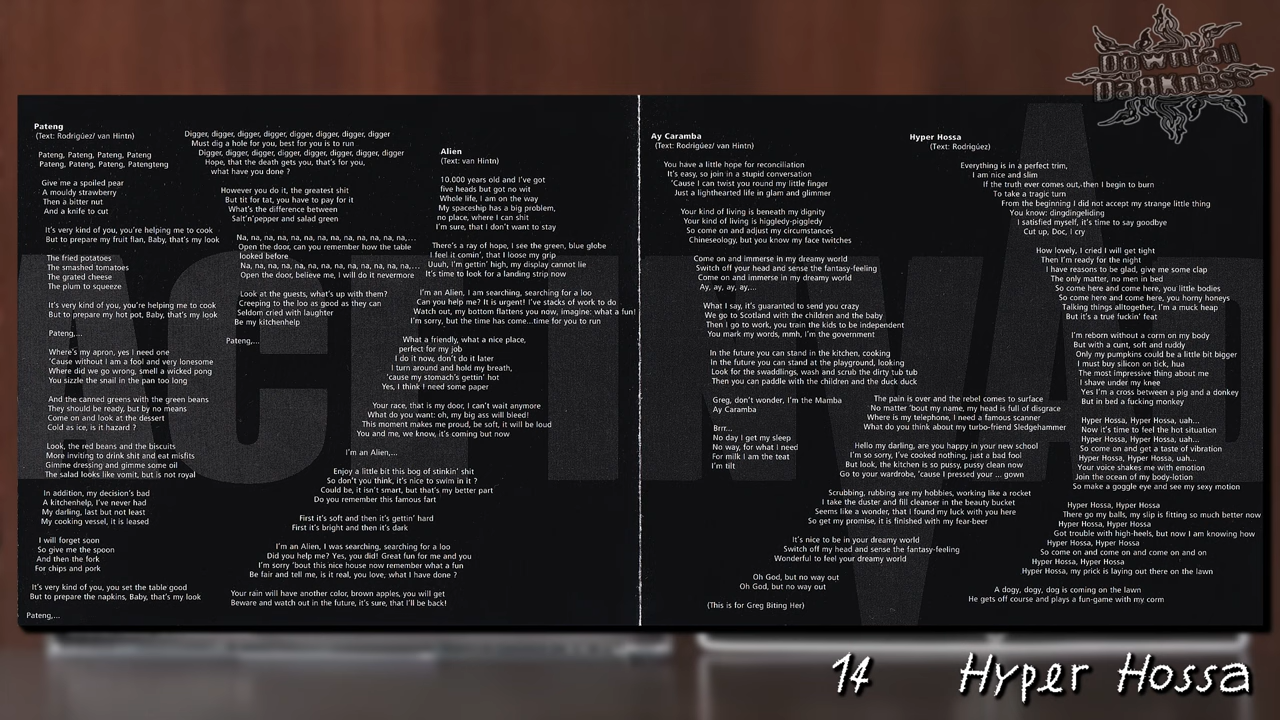 Downfall
of
Darkness
Pateng
(Text: Rodrigúez/ van Hintn)
Pateng, Pateng, Pateng, Pateng
Pateng, Pateng, Pateng, Patengteng
Give me a spoiled pear
A mouldy strawberry
Then a bitter nut
And a knife to cut
It's very kind of you, you're helping me to cook
But to prepare my fruit flan, Baby, that's my look
The fried potatoes
The smashed tomatoes
The grated cheese
The plum to squeeze
It's very kind of you, you're helping me to cook
But to prepare my hot pot, Baby, that's my look
Pateng,...
Where's my apron, yes I need one
'Cause without I am a fool and very lonesome
Where did we go wrong, smell a wicked pong
You sizzle the snail in the pan too long
And the canned greens with the green beans
They should be ready, but by no means
Come on and look at the dessert
Cold as ice, is it hazard ?
Look, the red beans and the biscuits
More inviting to drink shit and eat misfits
Gimme dressing and gimme some oil
The salad looks like vomit, but is not royal
In addition, my decision's bad
A kitchenhelp, I've never had
My darling, last but not least
My cooking vessel, it is leased
I will forget soon
So give me the spoon
And then the fork
For chips and pork
It's very kind of you, you set the table good
But to prepare the napkins, Baby, that's my look
Pateng,...
Digger, digger, digger, digger, digger, digger, digger, digger
Must dig a hole for you, best for you is to run
Digger, digger, digger, digger, digger, digger, digger, digger
Hope, that the death gets you, that's for you,
what have you done ?
However you do it, the greatest shit
But tit for tat, you have to pay for it
What's the difference between
Salt'n'pepper and salad green
Na, na, na, na, na, na, na, na, na, na, na, na, na,...
Open the door, can you remember how the table
looked before
Na, na, na, na, na, na, na, na, na, na, na, na, na,...
Open the door, believe me, I will do it nevermore
Look at the guests, what's up with them?
Creeping to the loo as good as they can
Seldom cried with laughter
Be my kitchenhelp
Pateng,...
Alien
(Text: van Hintn)
10.000 years old and I've got
five heads but got no wit
Whole life, I am on the way
My spaceship has a big problem,
no place, where I can shit
I'm sure, that I don't want to stay
There's a ray of hope, I see the green, blue globe
I feel it comin', that I loose my grip
Uuuh, I'm gettin' high, my display cannot lie
It's time to look for a landing strip now
I'm an Alien, I am searching, searching for a loo
Can you help me? It is urgent! I've stacks of work to do
Watch out, my bottom flattens you now, imagine: what a fun!
I'm sorry, but the time has come...time for you to run
What a friendly, what a nice place,
perfect for my job
I do it now, don't do it later
I turn around and hold my breath,
'cause my stomach's gettin' hot
Yes, I think I need some paper
Your race, that is my door, I can't wait anymore
What do you want: oh, my big ass will bleed!
This moment makes me proud, be soft, it will be loud
You and me, we know, it's coming but now
I'm an Alien,...
Enjoy a little bit this bog of stinkin' shit
So don't you think, it's nice to swim in it ?
Could be, it isn't smart, but that's my better part
Do you remember this famous fart
First it's soft and then it's gettin' hard
First it's bright and then it's dark
I'm an Alien, I was searching, searching for a loo
Did you help me? Yes, you did! Great fun for me and you
I'm sorry 'bout this nice house now remember what a fun
Be fair and tell me, is it real, you love, what I have done ?
Your rain will have another color, brown apples, you will get
Beware and watch out in the future, it's sure, that I'll be back!
Ay Caramba
(Text: Rodrigúez/ van Hintn)
You have a little hope for reconciliation
It's easy, so join in a stupid conversation
'Cause I can twist you round my little finger
Just a lighthearted life in glam and glimmer
Your kind of living is beneath my dignity
Your kind of living is higgledy-piggledy
So come on and adjust my circumstances
Chineseology, but you know my face twitches
Come on and immerse in my dreamy world
Switch off your head and sense the fantasy-feeling
Come on and immerse in my dreamy world
Ay, ay, ay, ay,...
What I say, it's guaranted to send you crazy
We go to Scotland with the children and the baby
Then I go to work, you train the kids to be independent
You mark my words, mmh, I'm the government
In the future you can stand in the kitchen, cooking
In the future you can stand at the playground, looking
Look for the swaddlings, wash and scrub the dirty tub tub
Then you can paddle with the children and the duck duck
Greg, don't wonder, I'm the Mamba
Ay Caramba
Brrr...
No day I get my sleep
No way, for what I need
For milk I am the teat
I'm tilt
The pain is over and the rebel comes to surface
No matter 'bout my name, my head is full of disgrace
Where is my telephone, I need a famous scanner
What do you think about my turbo-friend Sledgehammer
Hello my darling, are you happy in your new school
I'm so sorry, I've cooked nothing, just a bad fool
But look, the kitchen is so pussy, pussy clean now
Go to your wardrobe, 'cause I pressed your ... gown
Scrubbing, rubbing are my hobbies, working like a rocket
I take the duster and fill cleanser in the beauty bucket
Seems like a wonder, that I found my luck with you here
So get my promise, it is finished with my fear-beer
It's nice to be in your dreamy world
Switch off my head and sense the fantasy-feeling
Wonderful to feel your dreamy world
Oh God, but no way out
Oh God, but no way out
(This is for Greg Biting Her)
Hyper Hossa
(Text: Rodrigúez)
Everything is in a perfect trim,
I am nice and slim
If the truth ever comes out, then I begin to burn
To take a tragic turn
From the beginning I did not accept my strange little thing
You know: dingdingeliding
I satisfied myself, it's time to say goodbye
Cut up, Doc, I cry
How lovely, I cried I will get tight
Then I'm ready for the night
I have reasons to be glad, give me some clap
The only matter, no men in bed
So come here and come here, you little bodies
So come here and come here, you horny honeys
Talking things alltogether, I'm a muck heap
But it's a true fuckin' feat
I'm reborn without a corn on my body
But with a cunt, soft and ruddy
Only my pumpkins could be a little bit bigger
I must buy silicon on tick, hua
The most impressive thing about me
I shave under my knee
Yes I'm a cross between a pig and a donkey
But in bed a fucking monkey
Hyper Hossa, Hyper Hossa, uah...
Now it's time to feel the hot situation
Hyper Hossa, Hyper Hossa, uah...
So come on and get a taste of vibration
Hyper Hossa, Hyper Hossa, uah...
Your voice shakes me with emotion
Join the ocean of my body-lotion
So make a goggle eye and see my sexy motion
Hyper Hossa, Hyper Hossa
There go my balls, my slip is fitting so much better now
Hyper Hossa, Hyper Hossa
Got trouble with high-heels, but now I am knowing how
Hyper Hossa, Hyper Hossa
So come on and come on and come on and on
Hyper Hossa, Hyper Hossa
Hyper Hossa, my prick is laying out there on the lawn
A dogy, dogy, dog is coming on the lawn
He gets off course and plays a fun-game with my corm
14 Hyper Hossa